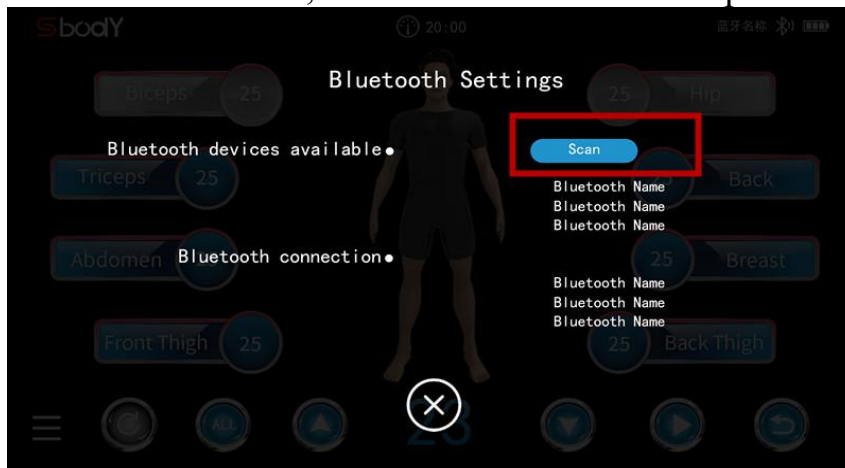 SbodY 20:00 蓝牙名称
Biceps 25 Bluetooth Settings 25 Hip
Bluetooth devices available● Scan
Triceps 25 Back
Bluetooth Name
Bluetooth Name
Bluetooth Name
Abdomen Bluetooth connection● 25 Breast
Bluetooth Name
Bluetooth Name
Bluetooth Name
Front Thigh 25 25 Back Thigh
ALL
23